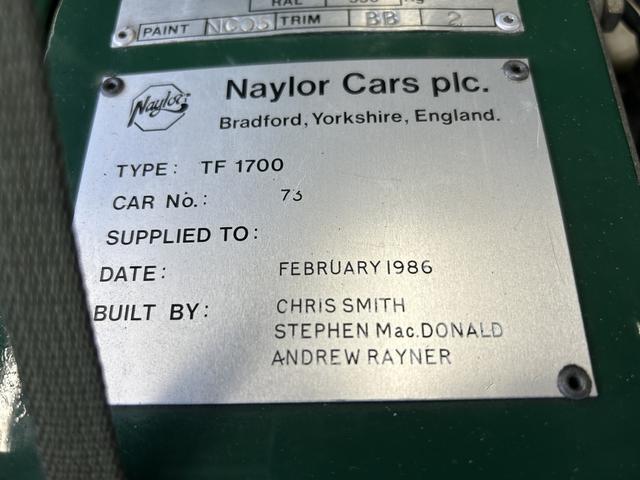 PAINT NC05 TRIM BB 2
Naylor
Naylor Cars plc.
Bradford, Yorkshire, England.
TYPE: TF 1700
CAR No.: 73
SUPPLIED TO:
DATE: FEBRUARY 1986
BUILT BY: CHRIS SMITH
STEPHEN Mac.DONALD
ANDREW RAYNER